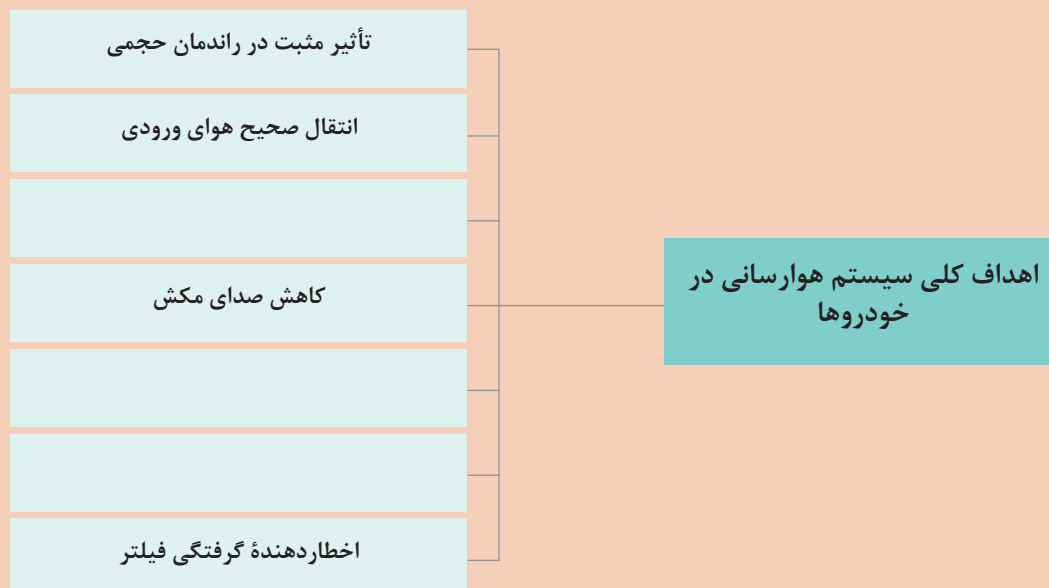 اهداف کلی سیستم هوارسانی در
خودروها
تأثیر مثبت در راندمان حجمی
انتقال صحیح هوای ورودی
کاهش صدای مکش
اخطاردهندهٔ گرفتگی فیلتر